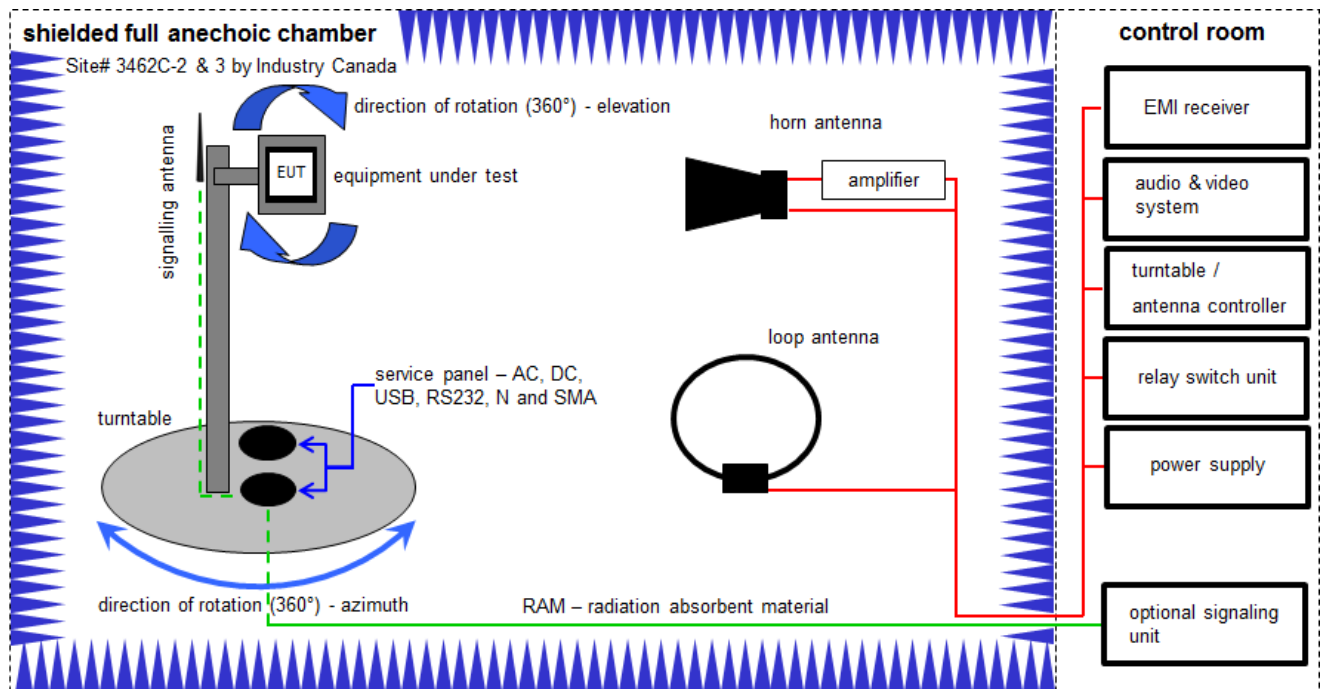 shielded full anechoic chamber
Site# 3462C-2 & 3 by Industry Canada
direction of rotation (360°) - elevation
signalling antenna
EUT
equipment under test
horn antenna
amplifier
loop antenna
service panel – AC, DC,
USB, RS232, N and SMA
turntable
direction of rotation (360°) - azimuth
RAM – radiation absorbent material
control room
EMI receiver
audio & video
system
turntable /
antenna controller
relay switch unit
power supply
optional signaling
unit